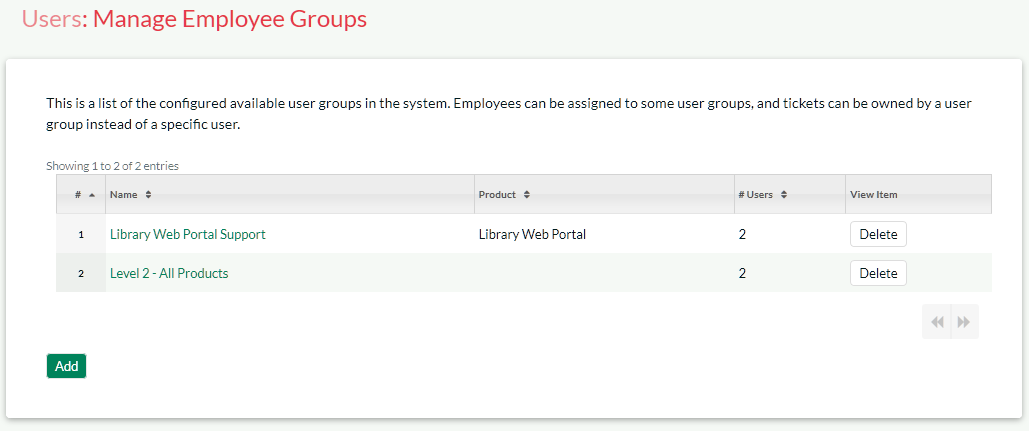 Users: Manage Employee Groups
This is a list of the configured available user groups in the system. Employees can be assigned to some user groups, and tickets can be owned by a user
group instead of a specific user.
Showing 1 to 2 of 2 entries
# Name Product # Users View Item
1 Library Web Portal Support Library Web Portal 2 Delete
2 Level 2 - All Products 2 Delete
Add